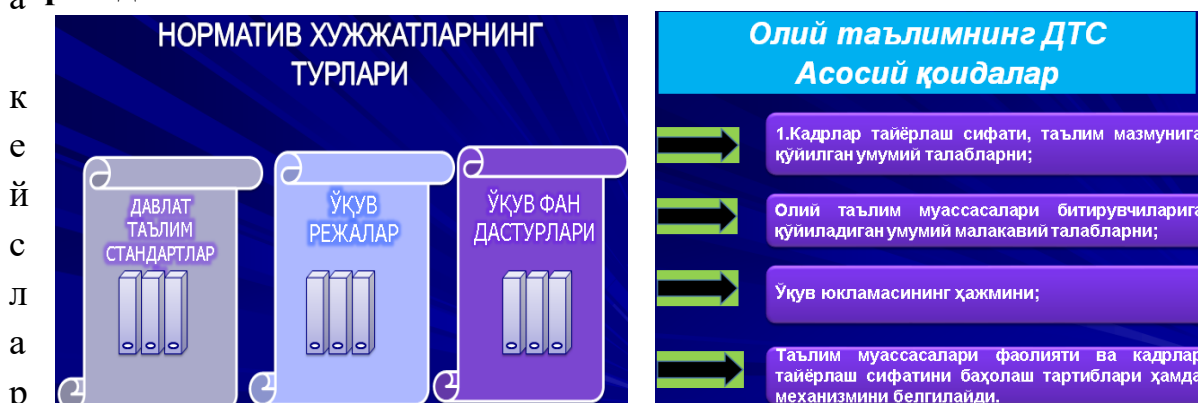 а
к
е
й
с
л
а
р
НОРМАТИВ ХУЖЖАТЛАРНИНГ
ТУРЛАРИ
ДАВЛАТ
ТАЪЛИМ
СТАНДАРТЛАР
ЎҚУВ
РЕЖАЛАР
ЎҚУВ ФАН
ДАСТУРЛАРИ
Олий таълимнинг ДТС
Асосий қоидалар
1.Кадрлар тайёрлаш сифати, таълим мазмунига
қўйилган умумий талабларни;
Олий таълим муассасалари битирувчиларига
қўйиладиган умумий малакавий талабларни;
Ўқув юкламасининг ҳажмини;
Таълим муассасалари фаолияти ва кадрлар
тайёрлаш сифатини баҳолаш тартиблари ҳамда
механизмини белгилайди.